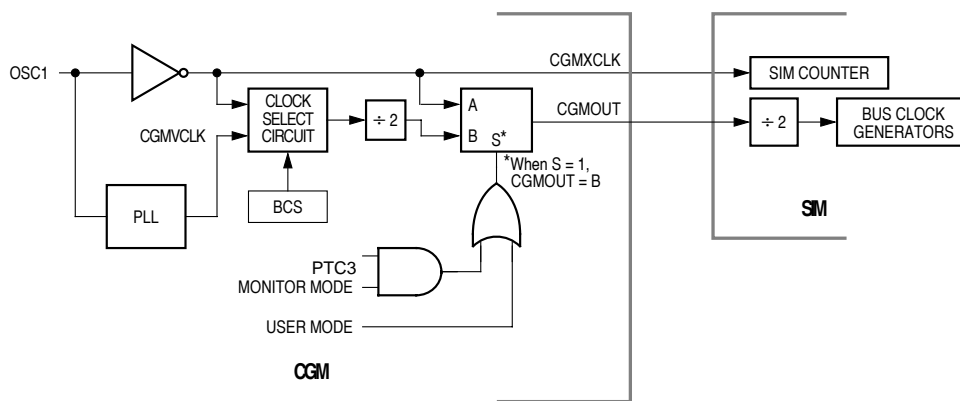 CGMXCLK
OSC1
SIM COUNTER
CLOCK
SELECT
CIRCUIT
A
CGMOUT
÷ 2
B
÷ 2
BUS CLOCK
GENERATORS
CGMVCLK
S*
*When S = 1,
CGMOUT = B
BCS
PLL
SIM
PTC3
MONITOR MODE
USER MODE
CGM